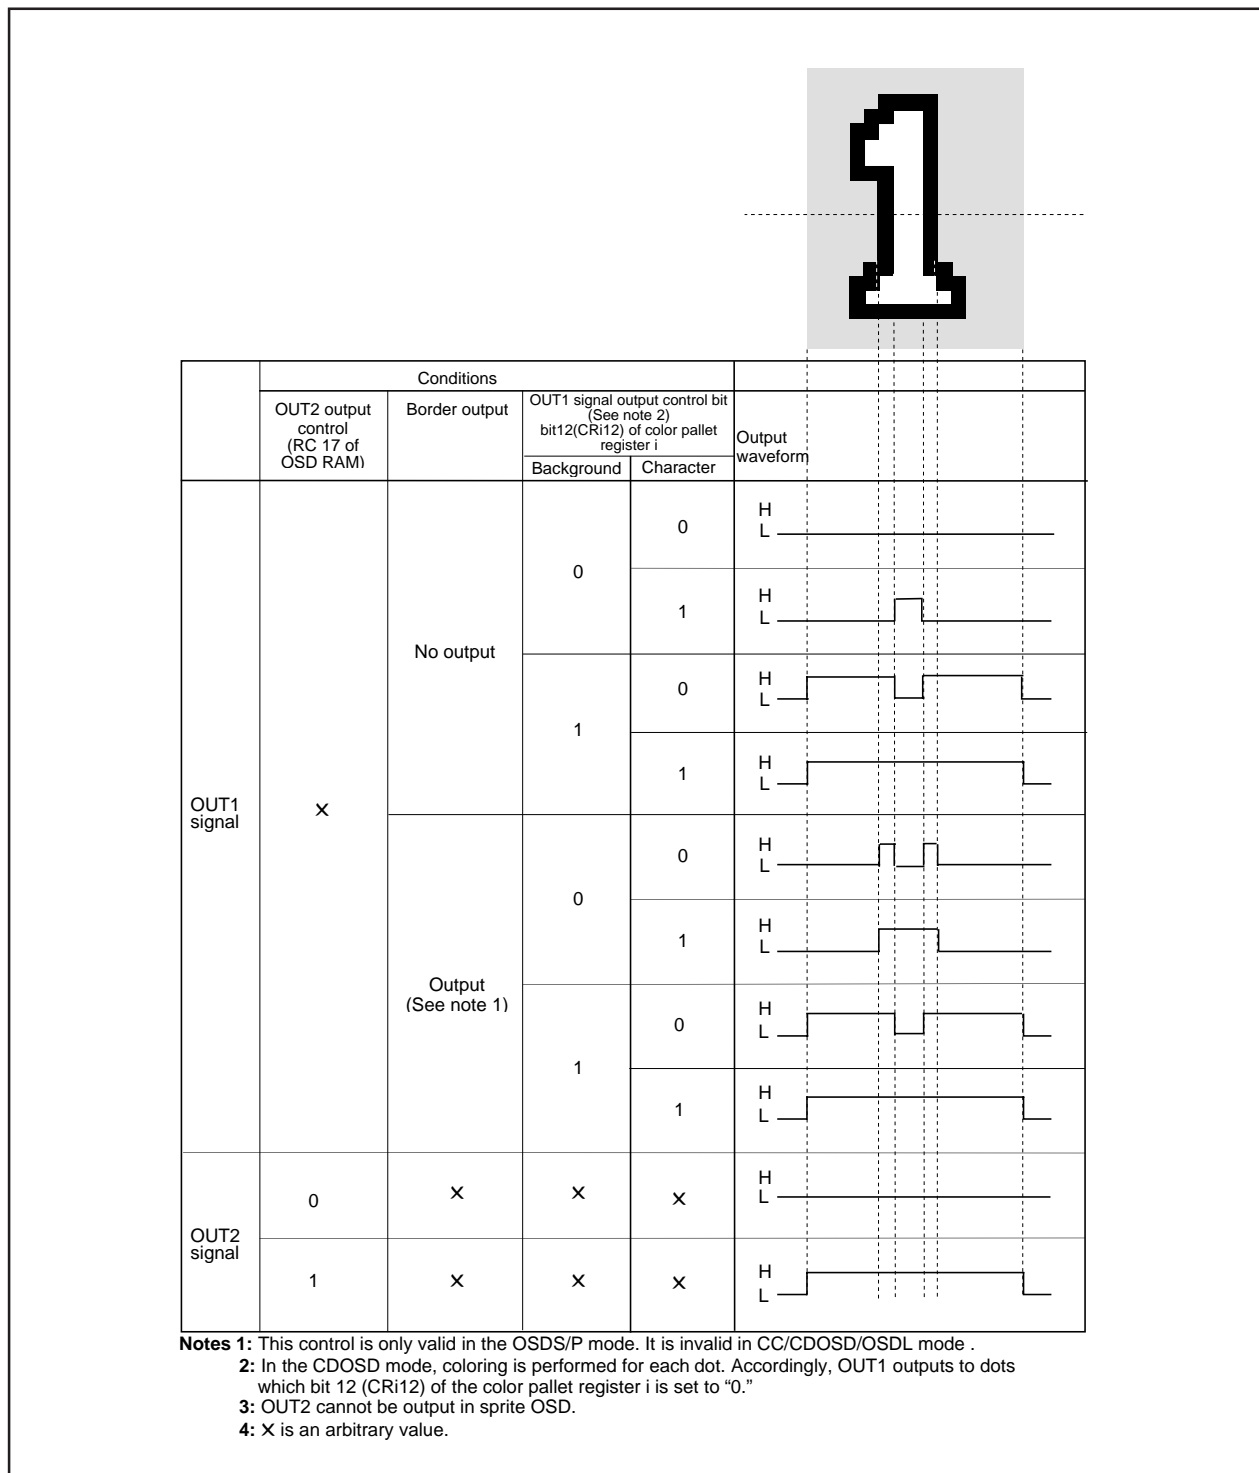 Conditions
OUT2 output
control
(RC 17 of
OSD RAM)
Border output
OUT1 signal output control bit
(See note 2)
bit12(CRi12) of color pallet
register i
Background
Character
Output
waveform
OUT1
signal
X
No output
0
0
H
L
1
H
L
1
0
H
L
1
H
L
Output
(See note 1)
0
0
H
L
1
H
L
1
0
H
L
1
H
L
OUT2
signal
0
X
X
X
H
L
1
X
X
X
H
L
Notes 1: This control is only valid in the OSDS/P mode. It is invalid in CC/CDOSD/OSDL mode .
2: In the CDOSD mode, coloring is performed for each dot. Accordingly, OUT1 outputs to dots
which bit 12 (CRi12) of the color pallet register i is set to “0.”
3: OUT2 cannot be output in sprite OSD.
4: X is an arbitrary value.